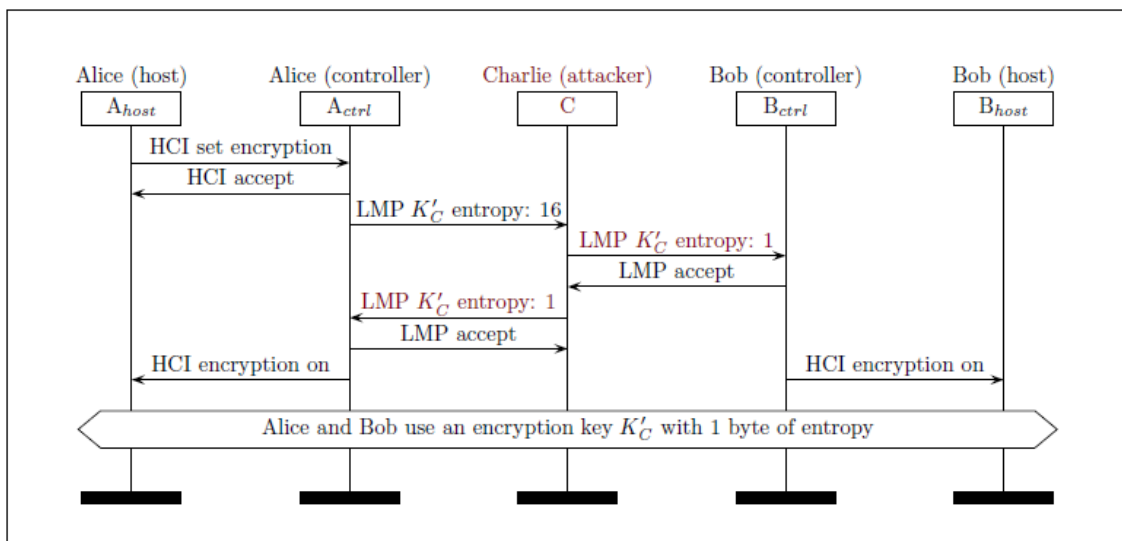 Alice (host) Alice (controller) Charlie (attacker) Bob (controller) Bob (host)
A_host A_ctrl C B_ctrl B_host
HCI set encryption
HCI accept
LMP K′_C entropy: 16
LMP K′_C entropy: 1
LMP accept
LMP K′_C entropy: 1
LMP accept
HCI encryption on HCI encryption on
Alice and Bob use an encryption key K′_C with 1 byte of entropy